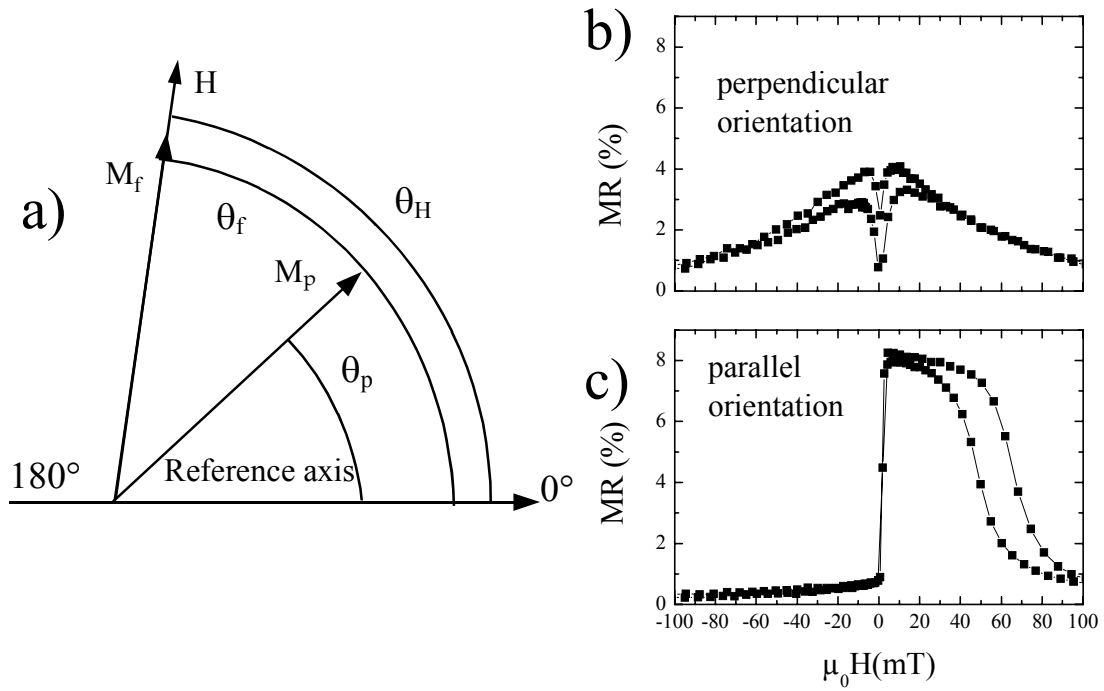 a)
H
M_f
θ_f
θ_H
M_p
θ_p
Reference axis
180°
0°
b)
perpendicular
orientation
MR (%)
8
6
4
2
0
c)
parallel
orientation
MR (%)
8
6
4
2
0
-100 -80 -60 -40 -20 0 20 40 60 80 100
μ_0H(mT)